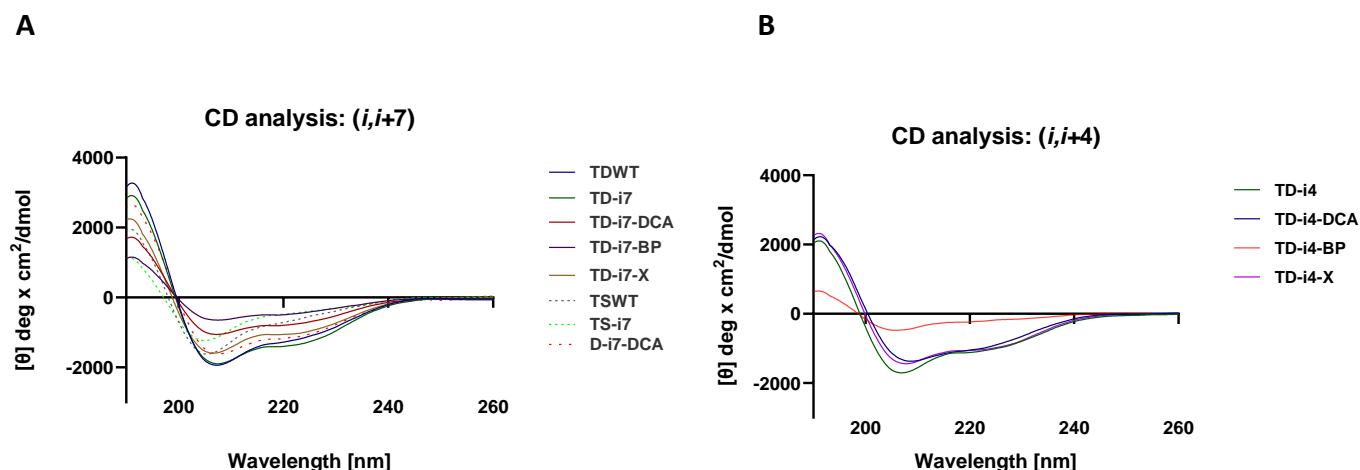 A
B
CD analysis: (i,i+7)
CD analysis: (i,i+4)
[θ] deg x cm²/dmol
4000
2000
0
-2000
200
220
240
260
Wavelength [nm]
TDWT
TD-i7
TD-i7-DCA
TD-i7-BP
TD-i7-X
TSWT
TS-i7
D-i7-DCA
[θ] deg x cm²/dmol
4000
2000
0
-2000
200
220
240
260
Wavelength [nm]
TD-i4
TD-i4-DCA
TD-i4-BP
TD-i4-X